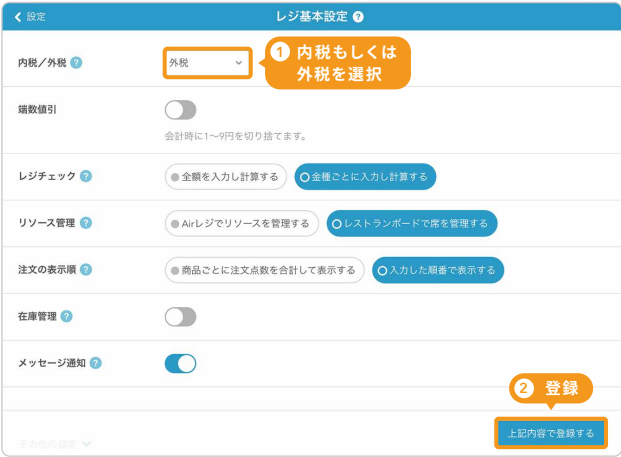 設定
レジ基本設定 ?
内税／外税 ?
外税
1 内税もしくは
外税を選択
端数値引
会計時に1〜9円を切り捨てます。
レジチェック ?
全額を入力し計算する
金種ごとに入力し計算する
リソース管理 ?
Airレジでリソースを管理する
レストランボードで席を管理する
注文の表示順 ?
商品ごとに注文点数を合計して表示する
入力した順番で表示する
在庫管理 ?
メッセージ通知 ?
2 登録
上記内容で登録する
その他の設定